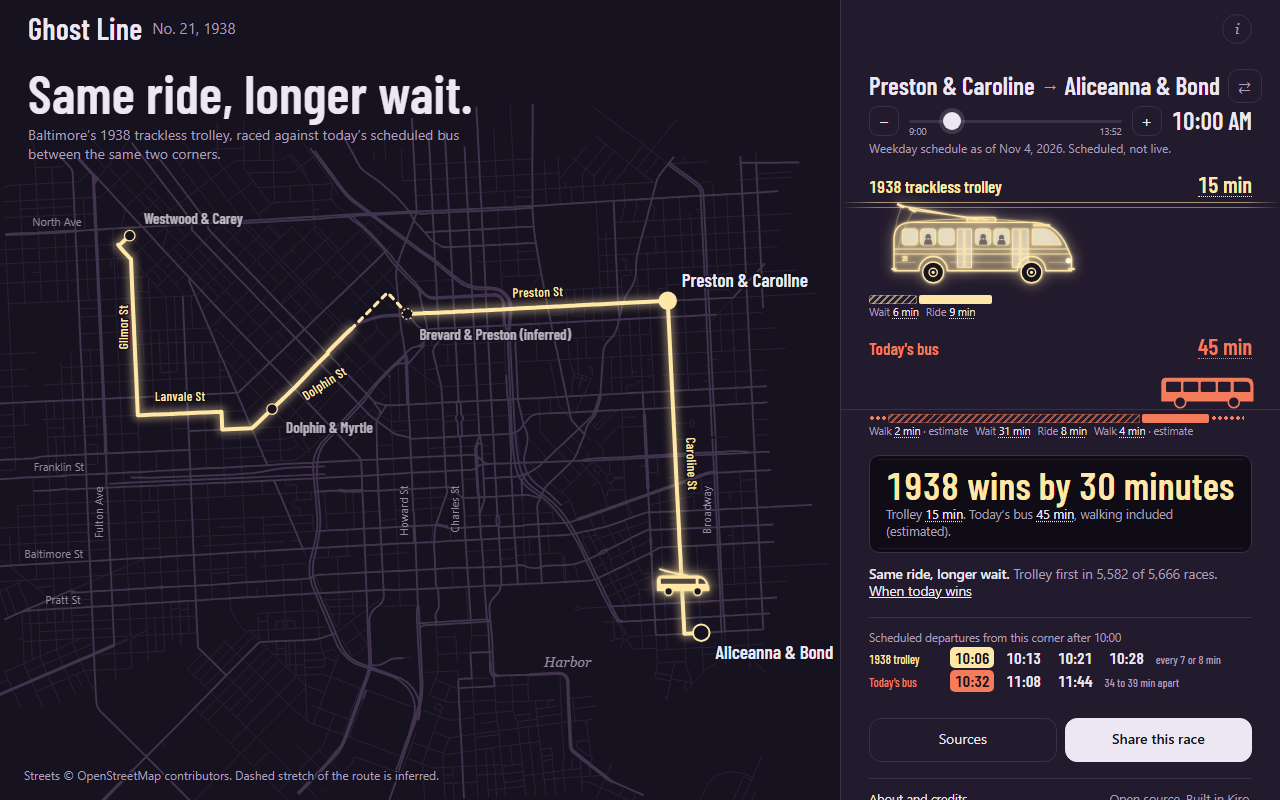 Ghost Line No. 21, 1938
Same ride, longer wait.
Baltimore's 1938 trackless trolley, raced against today's scheduled bus
between the same two corners.
North Ave
Westwood & Carey
Gilmor St
Lanvale St
Dolphin St
Dolphin & Myrtle
Preston St
Brevard & Preston (inferred)
Preston & Caroline
Caroline St
Broadway
Franklin St
Fulton Ave
Howard St
Charles St
Baltimore St
Pratt St
Harbor
Aliceanna & Bond
Streets © OpenStreetMap contributors. Dashed stretch of the route is inferred.
i
Preston & Caroline → Aliceanna & Bond ⇄
− 9:00 13:52 + 10:00 AM
Weekday schedule as of Nov 4, 2026. Scheduled, not live.
1938 trackless trolley 15 min
Wait 6 min Ride 9 min
Today's bus 45 min
Walk 2 min · estimate Wait 31 min Ride 8 min Walk 4 min · estimate
1938 wins by 30 minutes
Trolley 15 min. Today's bus 45 min, walking included
(estimated).
Same ride, longer wait. Trolley first in 5,582 of 5,666 races.
When today wins
Scheduled departures from this corner after 10:00
1938 trolley 10:06 10:13 10:21 10:28 every 7 or 8 min
Today's bus 10:32 11:08 11:44 34 to 39 min apart
Sources Share this race
About and credits Open source. Built in Kiro.